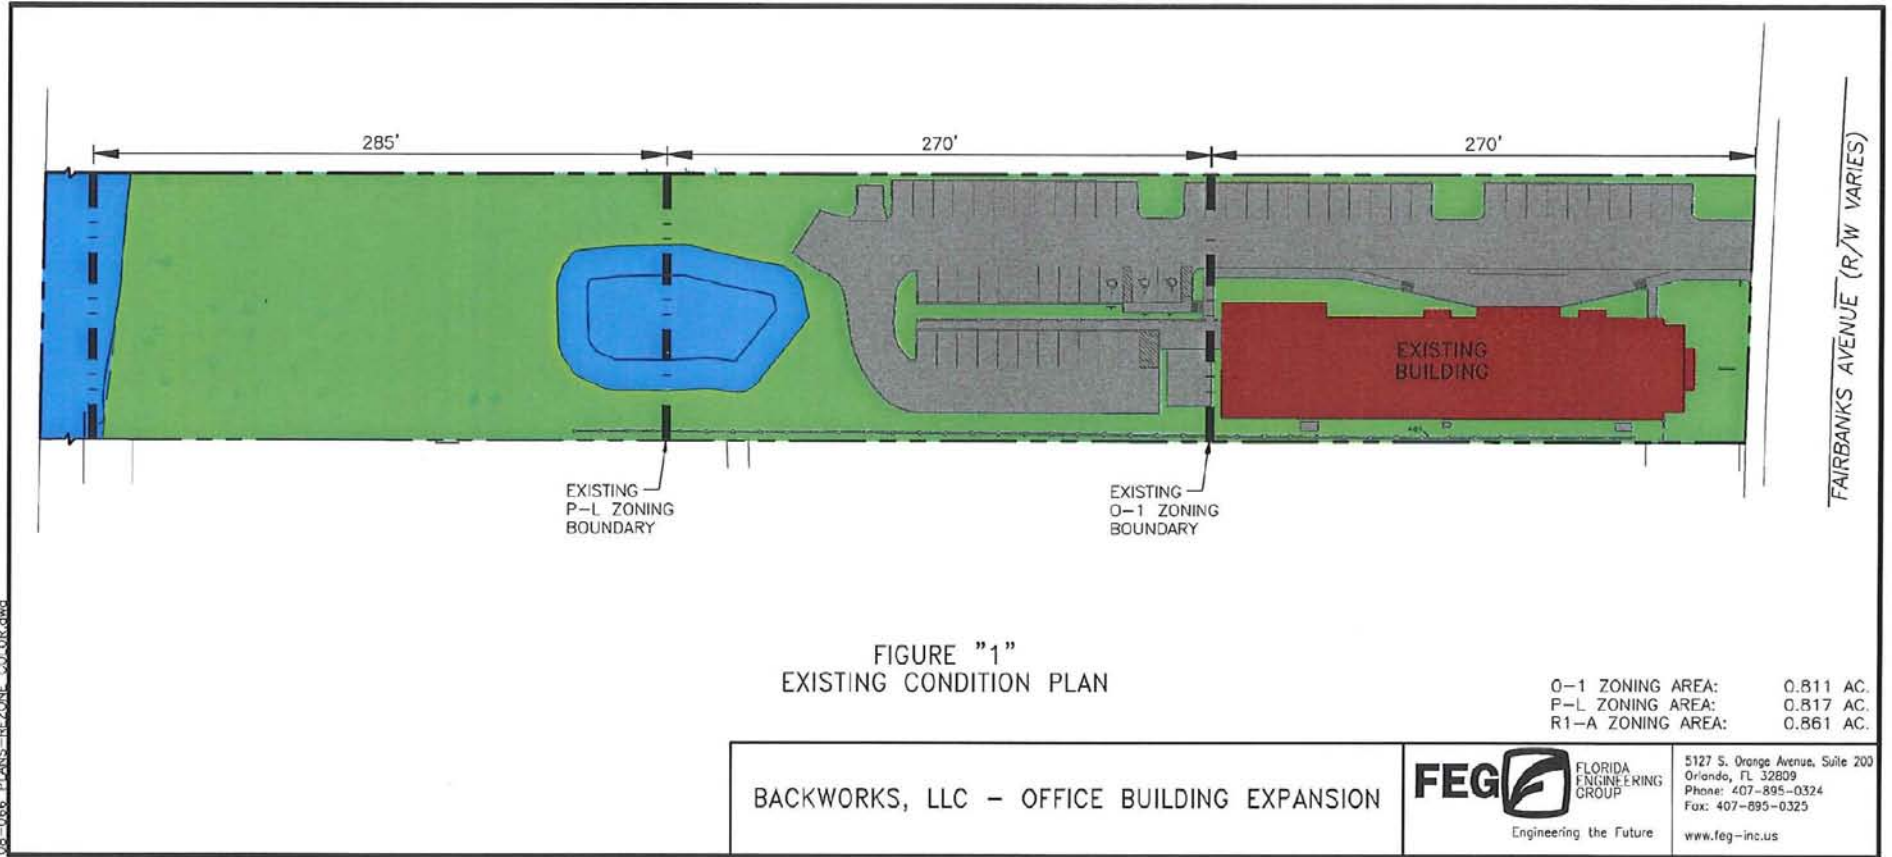 285'
270'
270'
FAIRBANKS AVENUE (R/W VARIES)
EXISTING
BUILDING
EXISTING
P-L ZONING
BOUNDARY
EXISTING
O-1 ZONING
BOUNDARY
FIGURE "1"
EXISTING CONDITION PLAN
O-1 ZONING AREA: 0.811 AC.
P-L ZONING AREA: 0.817 AC.
R1-A ZONING AREA: 0.861 AC.
BACKWORKS, LLC - OFFICE BUILDING EXPANSION
FEG
FLORIDA
ENGINEERING
GROUP
Engineering the Future
5127 S. Orange Avenue, Suite 200
Orlando, FL 32809
Phone: 407-895-0324
Fax: 407-895-0325
www.feg-inc.us